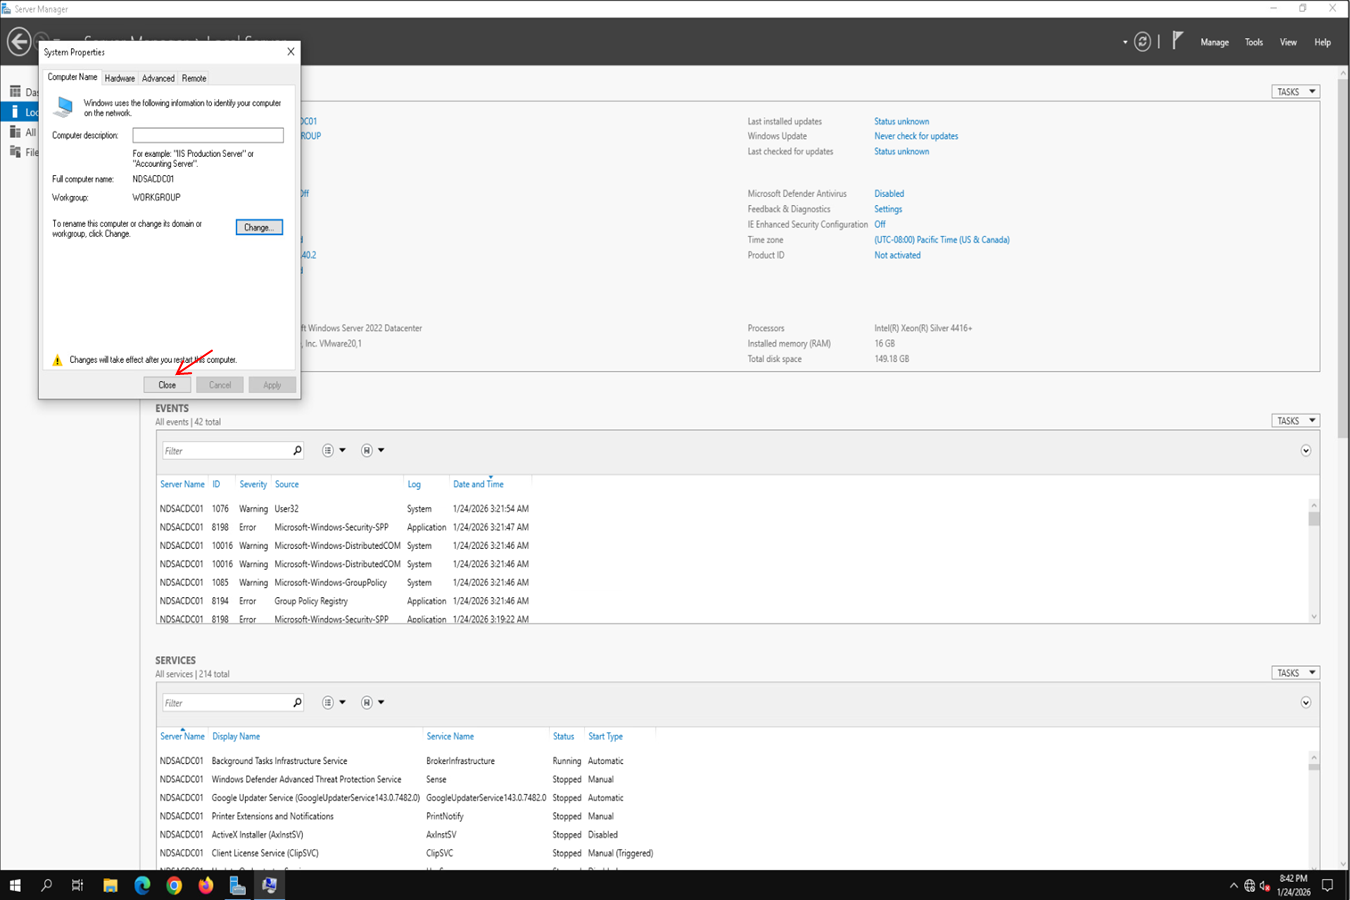 Server Manager
Manage Tools View Help
System Properties
Computer Name Hardware Advanced Remote
Windows uses the following information to identify your computer
on the network.
Computer description:
For example: "IIS Production Server" or
"Accounting Server".
Full computer name: NDSACDC01
Workgroup: WORKGROUP
To rename this computer or change its domain or
workgroup, click Change.
Change...
Changes will take effect after you restart this computer.
Close Cancel Apply
TASKS
Last installed updates Status unknown
Windows Update Never check for updates
Last checked for updates Status unknown
Microsoft Defender Antivirus Disabled
Feedback & Diagnostics Settings
IE Enhanced Security Configuration Off
Time zone (UTC-08:00) Pacific Time (US & Canada)
Product ID Not activated
Windows Server 2022 Datacenter
Inc. VMware20,1
Processors Intel(R) Xeon(R) Silver 4416+
Installed memory (RAM) 16 GB
Total disk space 149.18 GB
EVENTS
All events | 42 total
TASKS
Filter
Server Name ID Severity Source Log Date and Time
NDSACDC01 1076 Warning User32 System 1/24/2026 3:21:54 AM
NDSACDC01 8198 Error Microsoft-Windows-Security-SPP Application 1/24/2026 3:21:47 AM
NDSACDC01 10016 Warning Microsoft-Windows-DistributedCOM System 1/24/2026 3:21:46 AM
NDSACDC01 10016 Warning Microsoft-Windows-DistributedCOM System 1/24/2026 3:21:46 AM
NDSACDC01 1085 Warning Microsoft-Windows-GroupPolicy System 1/24/2026 3:21:46 AM
NDSACDC01 8194 Error Group Policy Registry Application 1/24/2026 3:21:46 AM
NDSACDC01 8198 Error Microsoft-Windows-Security-SPP Application 1/24/2026 3:19:22 AM
SERVICES
All services | 214 total
TASKS
Filter
Server Name Display Name Service Name Status Start Type
NDSACDC01 Background Tasks Infrastructure Service BrokerInfrastructure Running Automatic
NDSACDC01 Windows Defender Advanced Threat Protection Service Sense Stopped Manual
NDSACDC01 Google Updater Service (GoogleUpdaterService143.0.7482.0) GoogleUpdaterService143.0.7482.0 Stopped Automatic
NDSACDC01 Printer Extensions and Notifications PrintNotify Stopped Manual
NDSACDC01 ActiveX Installer (AxInstSV) AxInstSV Stopped Disabled
NDSACDC01 Client License Service (ClipSVC) ClipSVC Stopped Manual (Triggered)
8:42 PM
1/24/2026